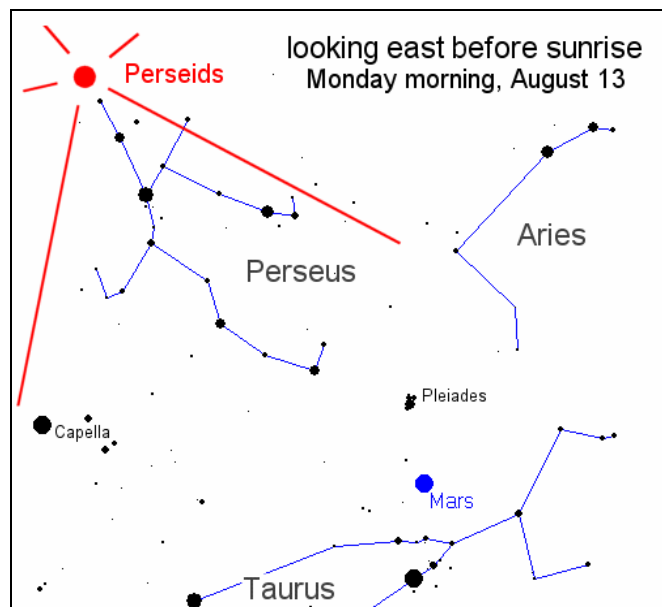 looking east before sunrise
Monday morning, August 13
Perseids
Aries
Perseus
Pleiades
Capella
Mars
Taurus